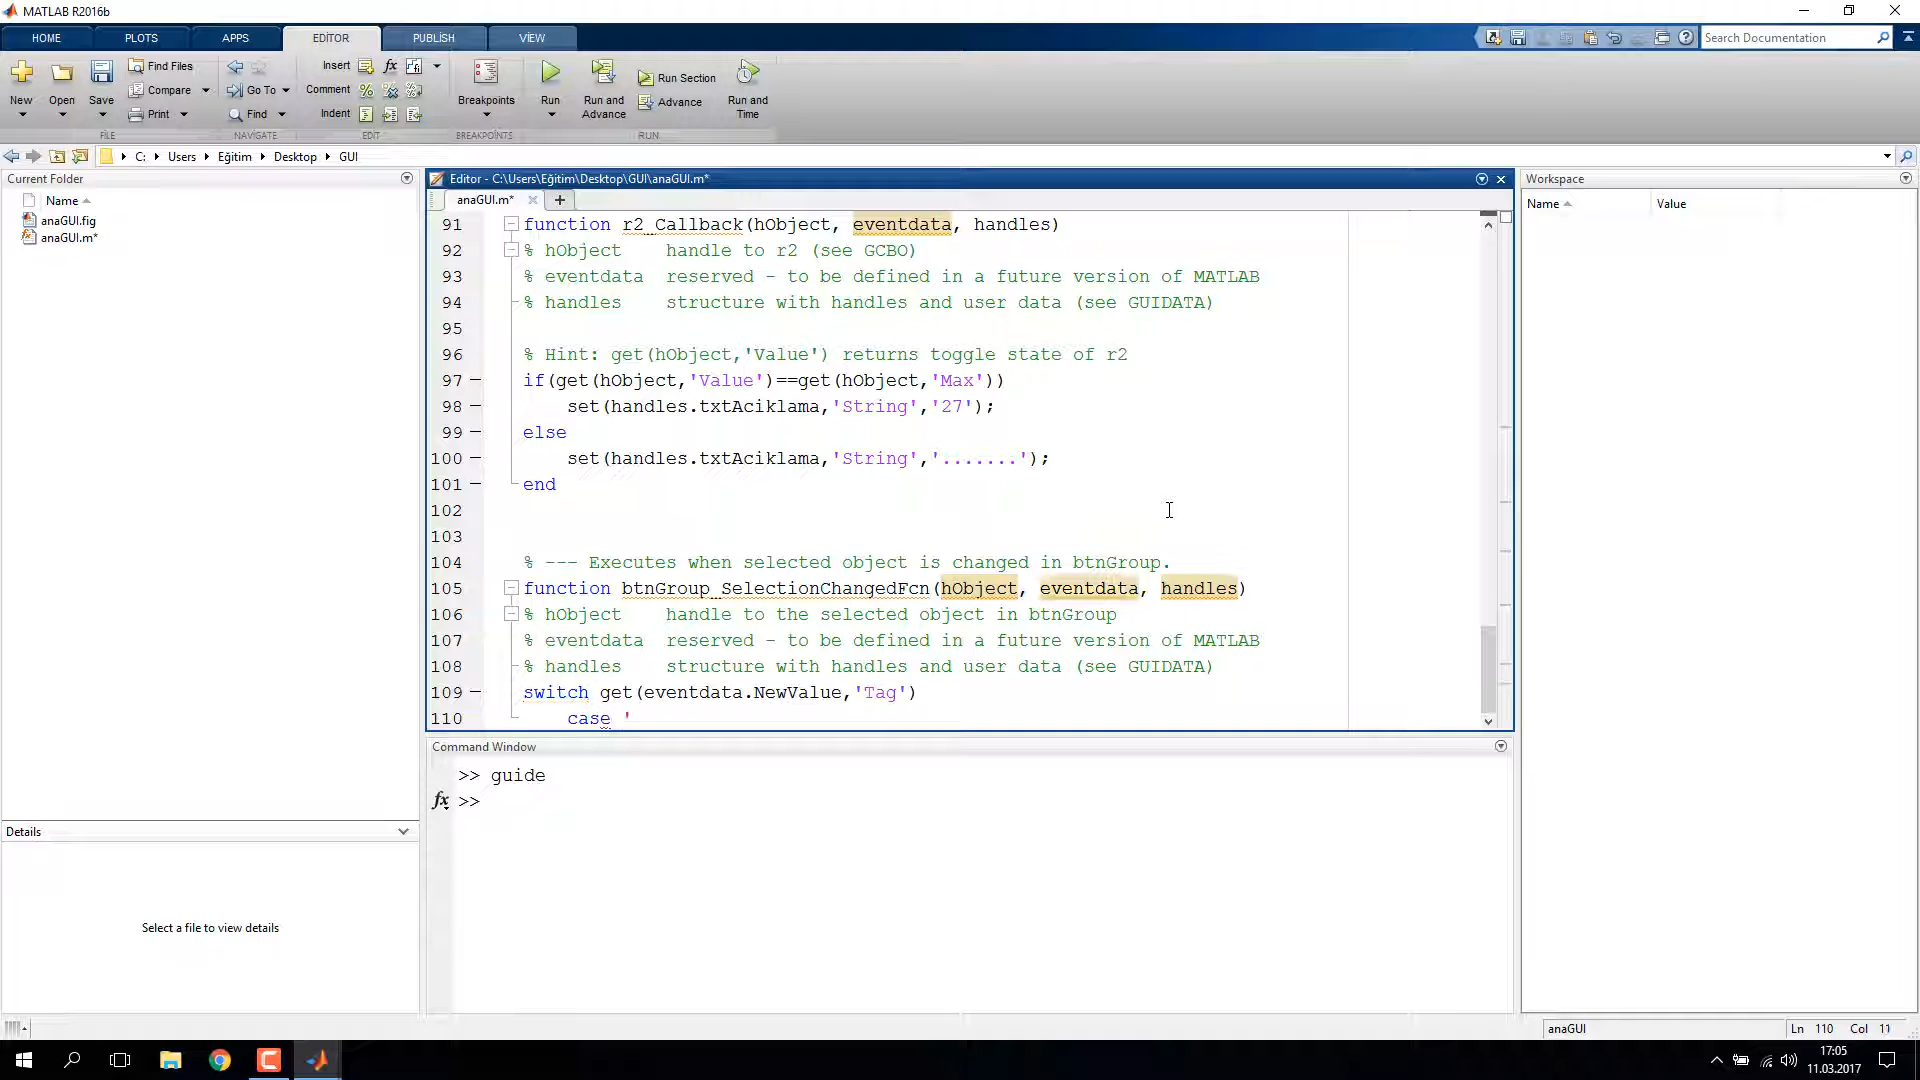 MATLAB R2016b
HOME PLOTS APPS EDİTÖR PUBLİSH VIEW
Search Documentation
New Open Save Find Files Compare Print
FILE
Go To Find
NAVIGATE
Insert fx
Comment
Indent
EDIT
Breakpoints
BREAKPOINTS
Run Run and Advance Run Section Advance Run and Time
RUN
C: Users Eğitim Desktop GUI
Current Folder
Name
anaGUI.fig
anaGUI.m*
Details
Select a file to view details
Editor - C:\Users\Eğitim\Desktop\GUI\anaGUI.m*
anaGUI.m* +
91 function r2_Callback(hObject, eventdata, handles)
92 % hObject    handle to r2 (see GCBO)
93 % eventdata  reserved - to be defined in a future version of MATLAB
94 % handles    structure with handles and user data (see GUIDATA)
95
96 % Hint: get(hObject,'Value') returns toggle state of r2
97 if(get(hObject,'Value')==get(hObject,'Max'))
98     set(handles.txtAciklama,'String','27');
99 else
100     set(handles.txtAciklama,'String','.......');
101 end
102
103
104 % --- Executes when selected object is changed in btnGroup.
105 function btnGroup_SelectionChangedFcn(hObject, eventdata, handles)
106 % hObject    handle to the selected object in btnGroup
107 % eventdata  reserved - to be defined in a future version of MATLAB
108 % handles    structure with handles and user data (see GUIDATA)
109 switch get(eventdata.NewValue,'Tag')
110     case '
Command Window
>> guide
fx >>
Workspace
Name Value
anaGUI Ln 110 Col 11
17:05
11.03.2017